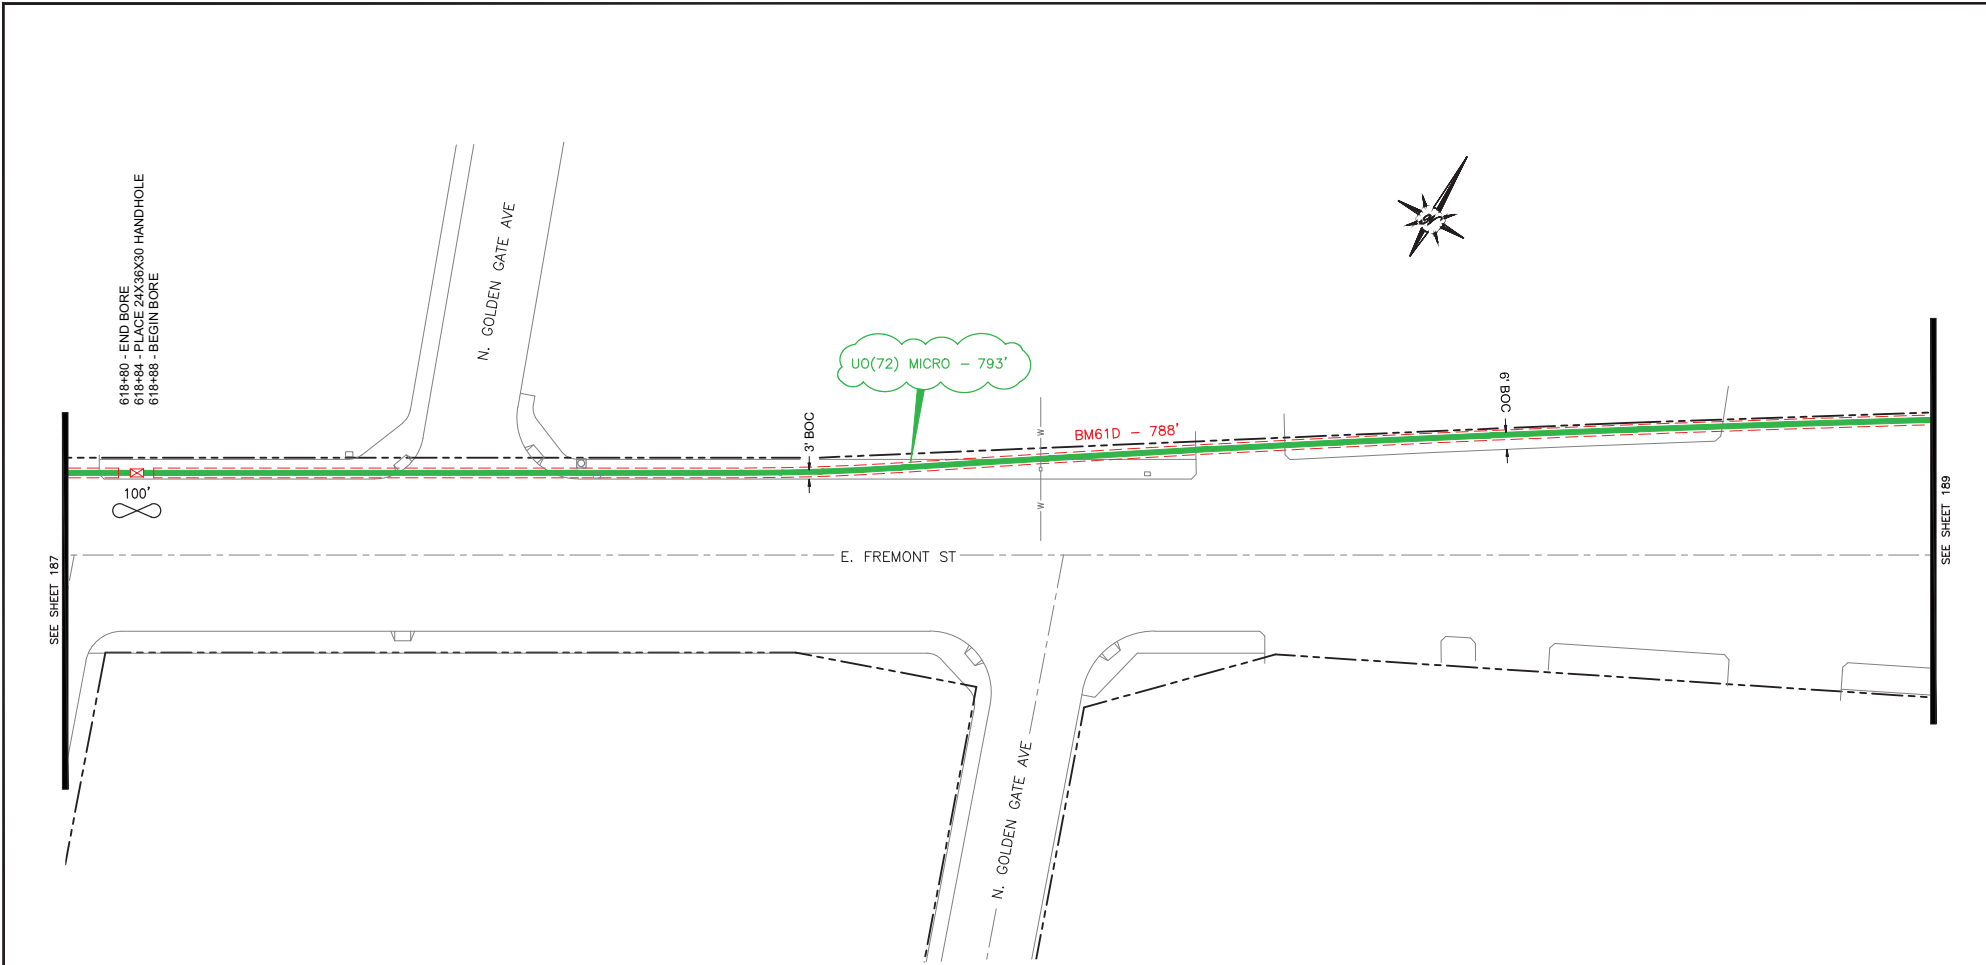 618+80 - END BORE
618+84 - PLACE 24X36X30 HANDHOLE
618+88 - BEGIN BORE
N. GOLDEN GATE AVE
UO(72) MICRO - 793'
3' BOC
W
BM61D - 788'
6' BOC
100'
W
SEE SHEET 187
E. FREMONT ST
SEE SHEET 189
N. GOLDEN GATE AVE